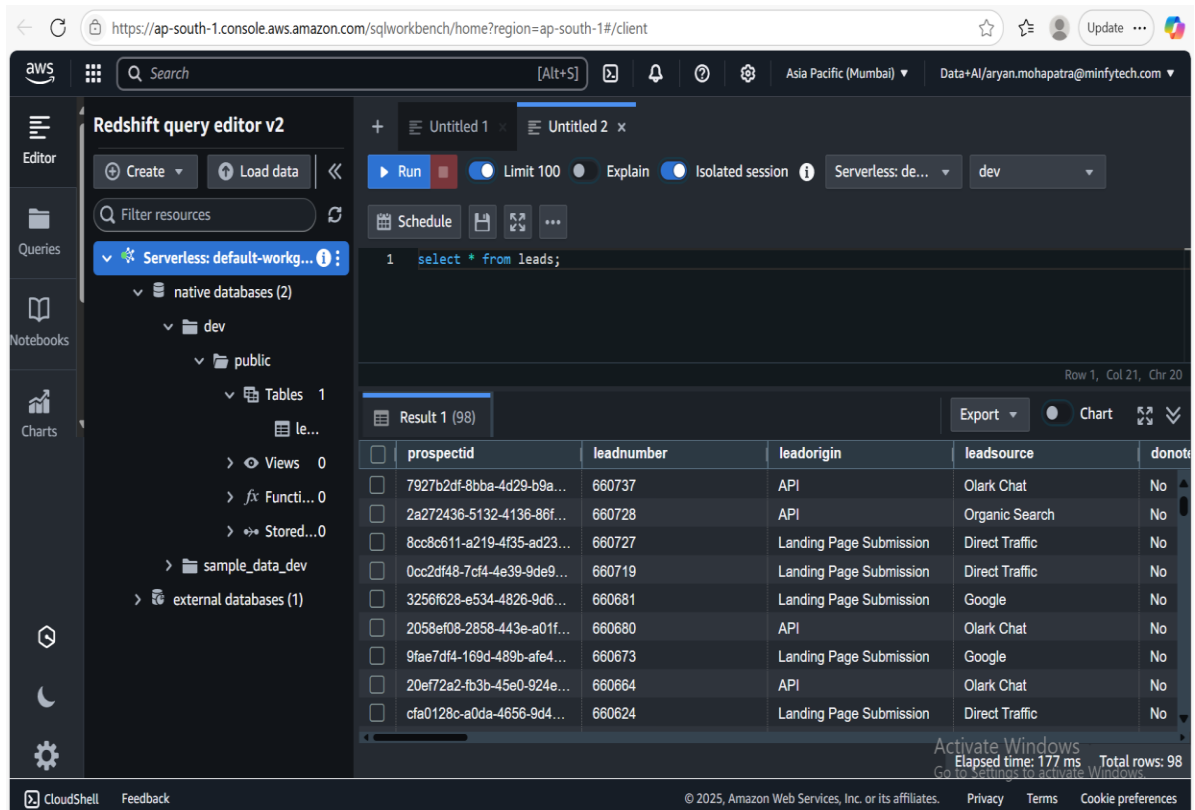 https://ap-south-1.console.aws.amazon.com/sqlworkbench/home?region=ap-south-1#/client Update
aws Search [Alt+S] Asia Pacific (Mumbai) Data+AI/aryan.mohapatra@minfytech.com
Editor
Queries
Notebooks
Charts
Redshift query editor v2
Create Load data
Filter resources
Serverless: default-workg...
native databases (2)
dev
public
Tables 1
le...
Views 0
fx Functi... 0
Stored...0
sample_data_dev
external databases (1)
Untitled 1 Untitled 2
Run Limit 100 Explain Isolated session Serverless: de... dev
Schedule
1 select * from leads;
Row 1, Col 21, Chr 20
Result 1 (98) Export Chart
prospectid leadnumber leadorigin leadsource donote
7927b2df-8bba-4d29-b9a... 660737 API Olark Chat No
2a272436-5132-4136-86f... 660728 API Organic Search No
8cc8c611-a219-4f35-ad23... 660727 Landing Page Submission Direct Traffic No
0cc2df48-7cf4-4e39-9de9... 660719 Landing Page Submission Direct Traffic No
3256f628-e534-4826-9d6... 660681 Landing Page Submission Google No
2058ef08-2858-443e-a01f... 660680 API Olark Chat No
9fae7df4-169d-489b-afe4... 660673 Landing Page Submission Google No
20ef72a2-fb3b-45e0-924e... 660664 API Olark Chat No
cfa0128c-a0da-4656-9d4... 660624 Landing Page Submission Direct Traffic No
Activate Windows
Elapsed time: 177 ms Total rows: 98
Go to Settings to activate Windows.
CloudShell Feedback © 2025, Amazon Web Services, Inc. or its affiliates. Privacy Terms Cookie preferences